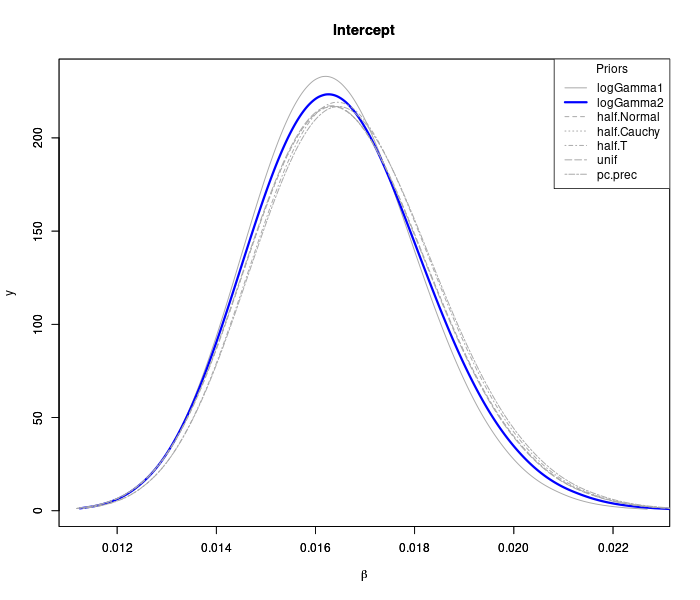 Intercept
Priors
logGamma1
logGamma2
half.Normal
half.Cauchy
half.T
unif
pc.prec
200
150
100
50
0
y
0.012 0.014 0.016 0.018 0.020 0.022
β